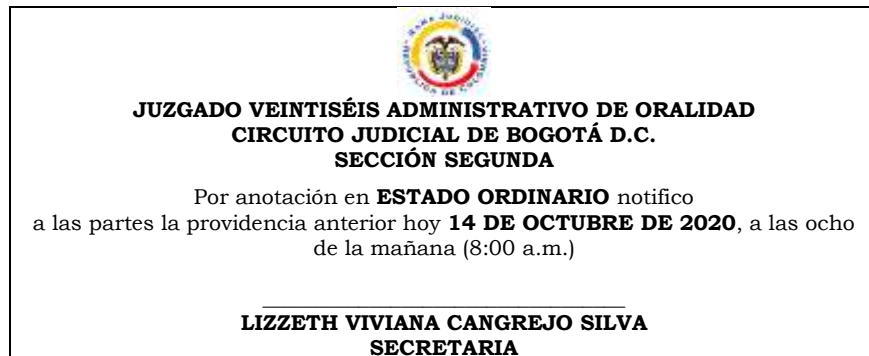 JUZGADO VEINTISÉIS ADMINISTRATIVO DE ORALIDAD
CIRCUITO JUDICIAL DE BOGOTÁ D.C.
SECCIÓN SEGUNDA
Por anotación en ESTADO ORDINARIO notifico
a las partes la providencia anterior hoy 14 DE OCTUBRE DE 2020, a las ocho
de la mañana (8:00 a.m.)
LIZZETH VIVIANA CANGREJO SILVA
SECRETARIA